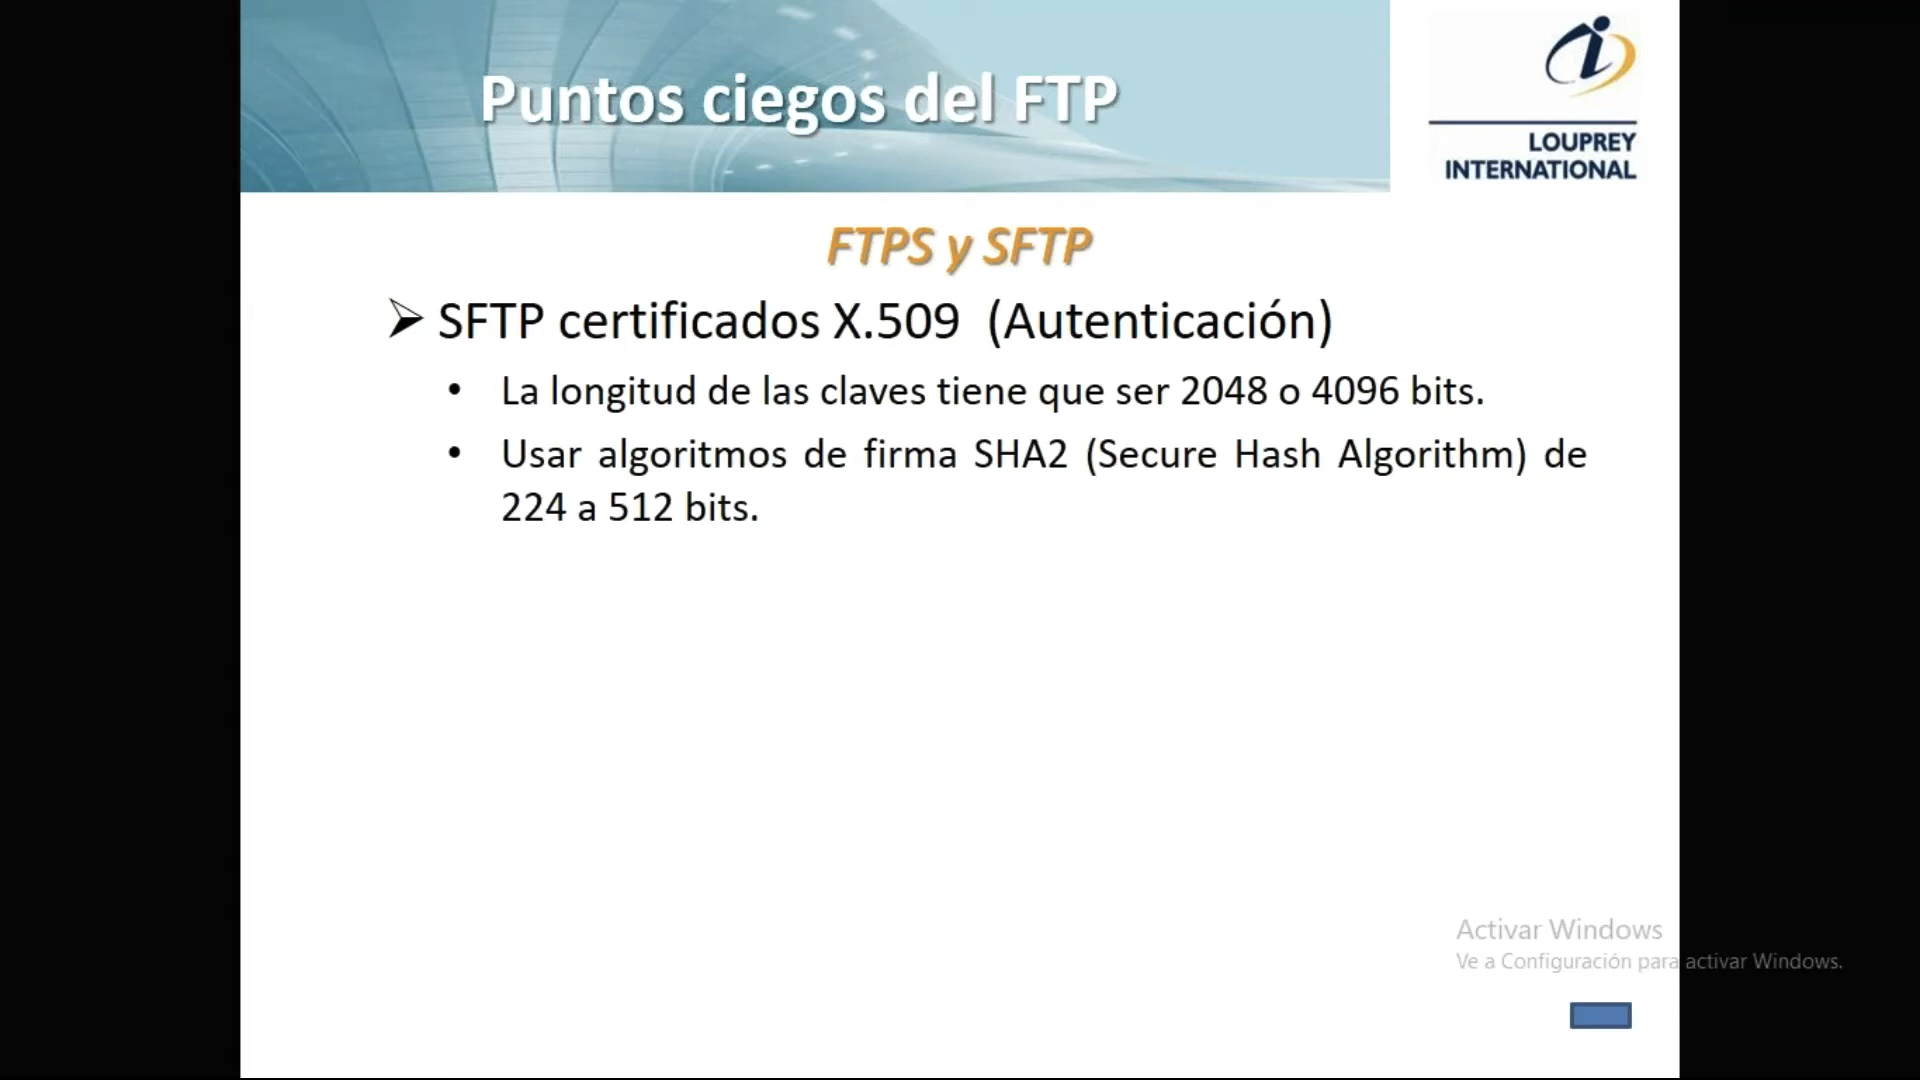 Puntos ciegos del FTP
LOUPREY
INTERNATIONAL
FTPS y SFTP
➢ SFTP certificados X.509 (Autenticación)
• La longitud de las claves tiene que ser 2048 o 4096 bits.
• Usar algoritmos de firma SHA2 (Secure Hash Algorithm) de
224 a 512 bits.
Activar Windows
Ve a Configuración para activar Windows.